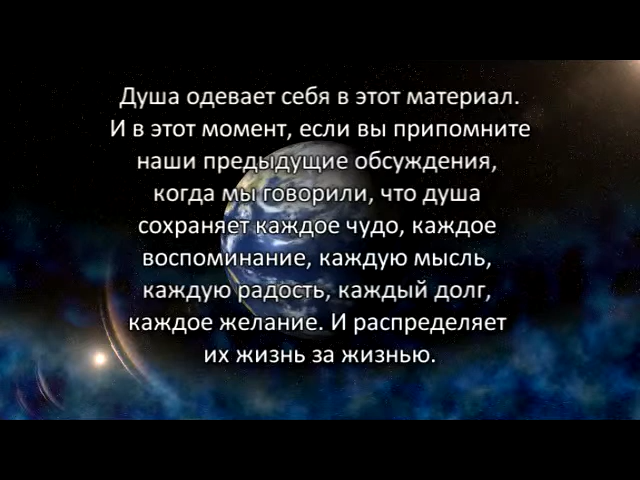 Душа одевает себя в этот материал.
И в этот момент, если вы припомните
наши предыдущие обсуждения,
когда мы говорили, что душа
сохраняет каждое чудо, каждое
воспоминание, каждую мысль,
каждую радость, каждый долг,
каждое желание. И распределяет
их жизнь за жизнью.